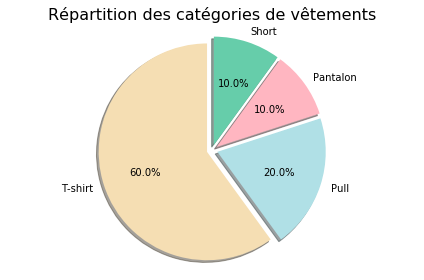 Répartition des catégories de vêtements
Short
10.0%
Pantalon
10.0%
60.0%
20.0%
T-shirt
Pull